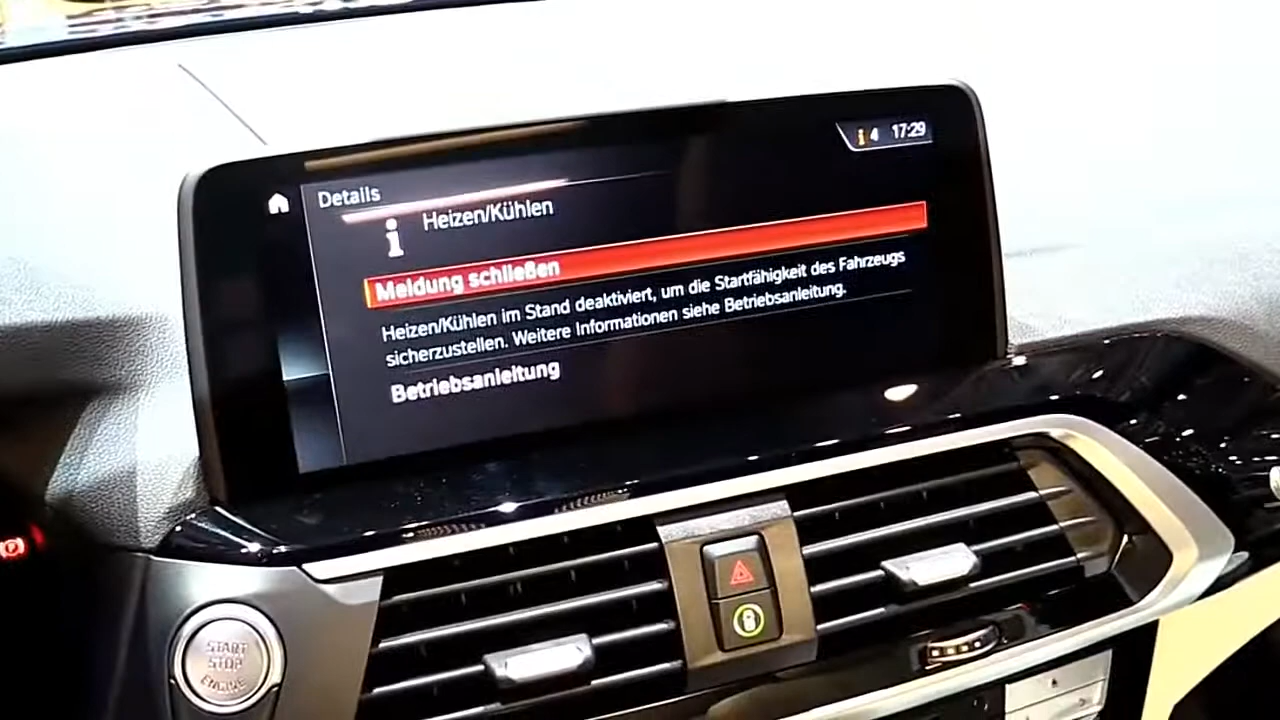 4 17:29
Details
Heizen/Kühlen
Meldung schließen
Heizen/Kühlen im Stand deaktiviert, um die Startfähigkeit des Fahrzeugs
sicherzustellen. Weitere Informationen siehe Betriebsanleitung.
Betriebsanleitung
START
STOP
ENGINE